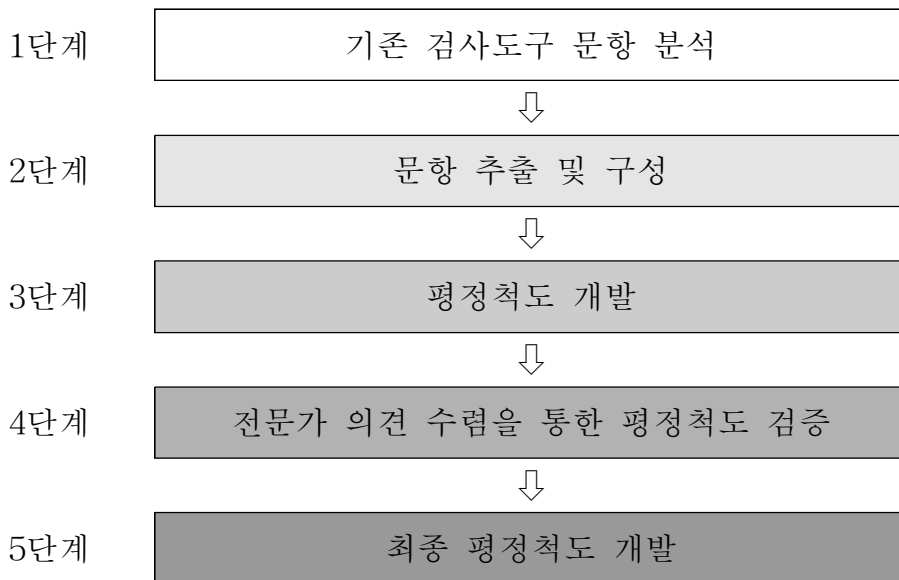 1단계 기존 검사도구 문항 분석
2단계 문항 추출 및 구성
3단계 평정척도 개발
4단계 전문가 의견 수렴을 통한 평정척도 검증
5단계 최종 평정척도 개발